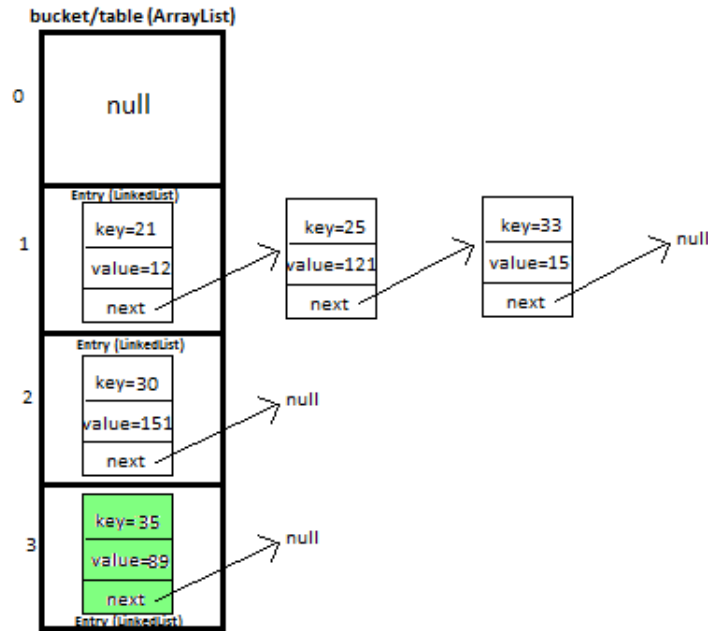 bucket/table (ArrayList)
0
null
1
Entry (LinkedList)
key=21
value=12
next
key=25
value=121
next
key=33
value=15
next
null
2
Entry (LinkedList)
key=30
value=151
next
null
3
key=35
value=89
next
Entry (LinkedList)
null